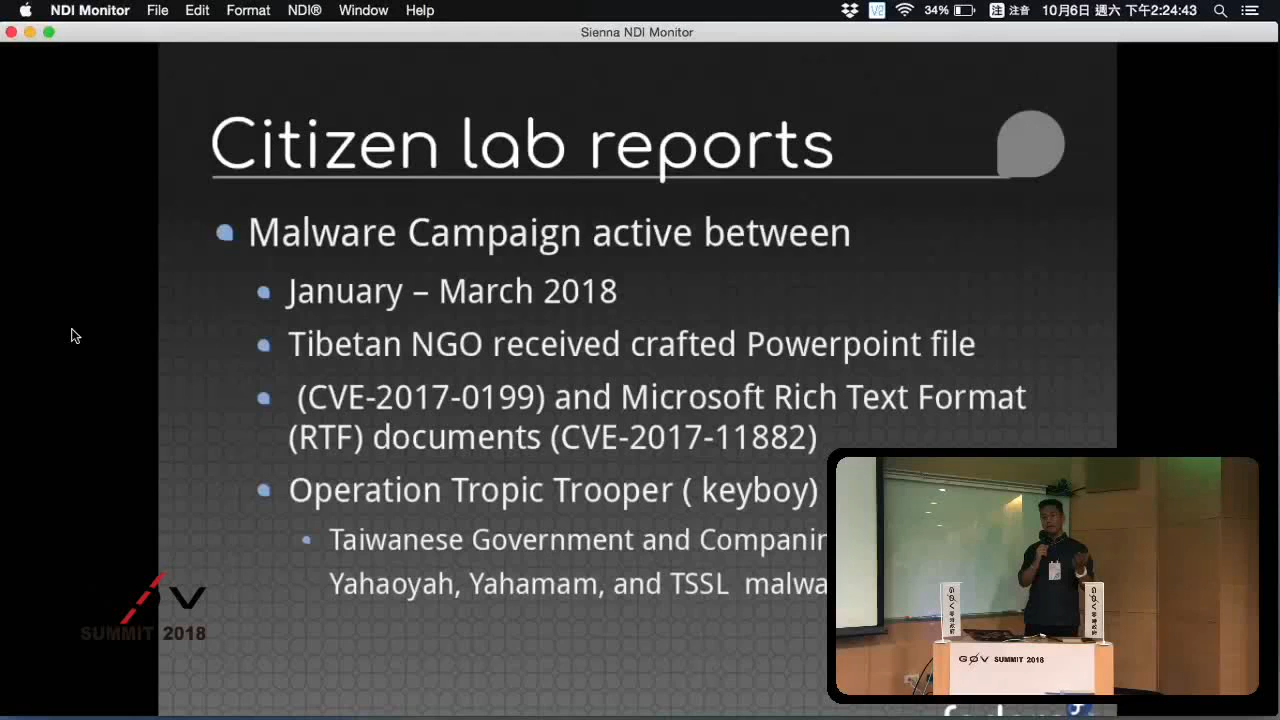 NDI Monitor File Edit Format NDI® Window Help 34% 注 注音 10月6日 週六 下午2:24:43
Sienna NDI Monitor
Citizen lab reports
Malware Campaign active between
January – March 2018
Tibetan NGO received crafted Powerpoint file
(CVE-2017-0199) and Microsoft Rich Text Format
(RTF) documents (CVE-2017-11882)
Operation Tropic Trooper ( keyboy)
Taiwanese Government and Companin
Yahaoyah, Yahamam, and TSSL malwa
GØV
SUMMIT 2018
GØV SUMMIT 2018